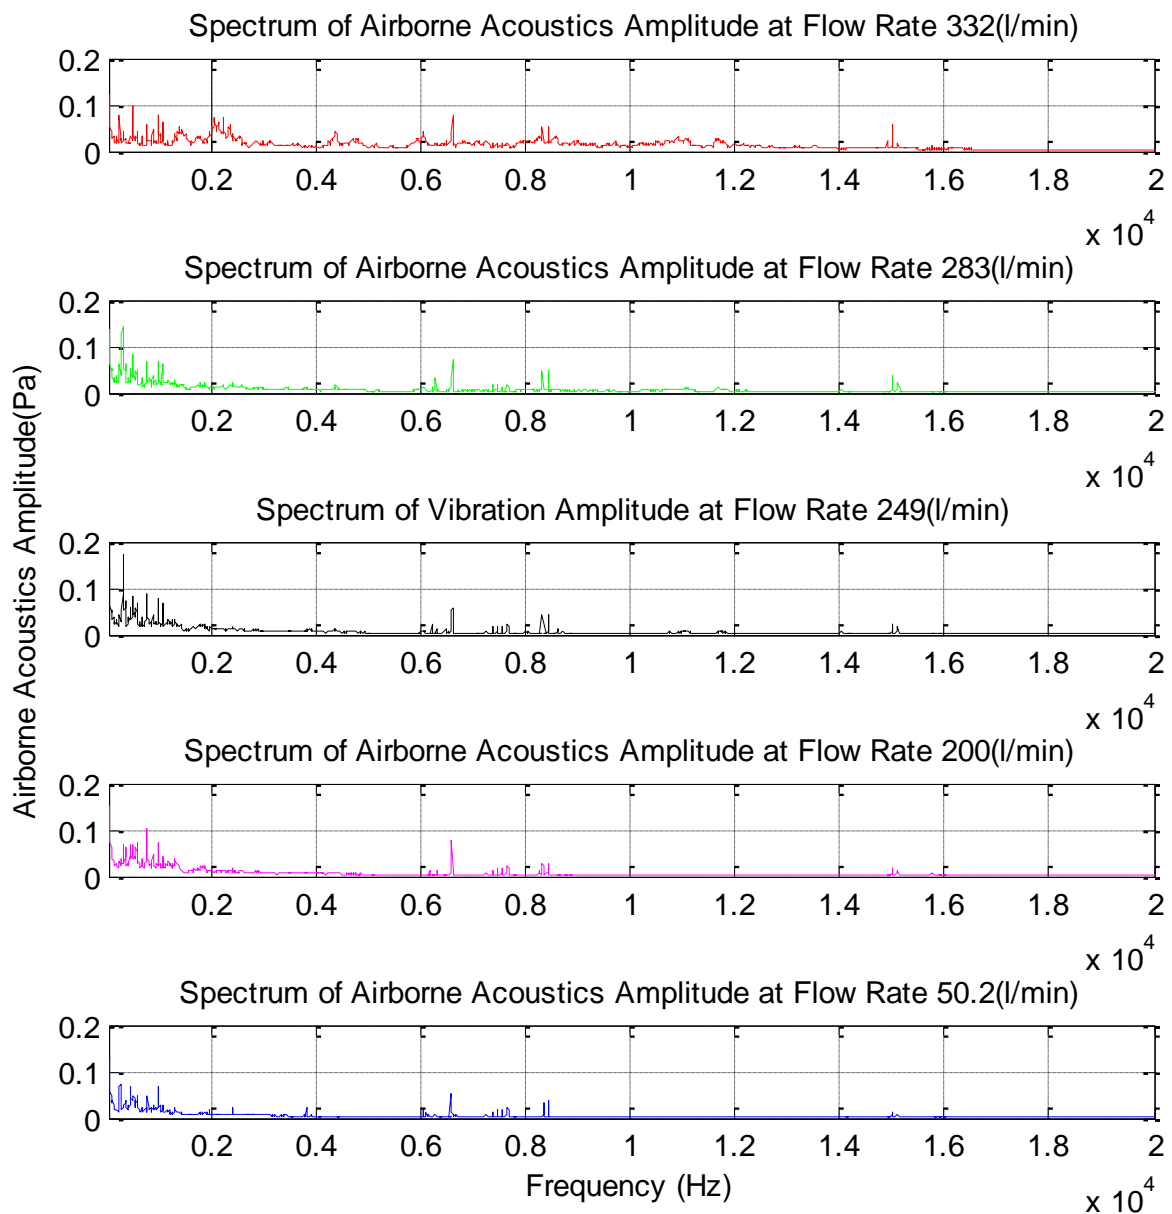 Spectrum of Airborne Acoustics Amplitude at Flow Rate 332(l/min)
0.2
0.1
0
0.2 0.4 0.6 0.8 1 1.2 1.4 1.6 1.8 2
x 10^4
Spectrum of Airborne Acoustics Amplitude at Flow Rate 283(l/min)
0.2
0.1
0
0.2 0.4 0.6 0.8 1 1.2 1.4 1.6 1.8 2
x 10^4
Airborne Acoustics Amplitude(Pa)
Spectrum of Vibration Amplitude at Flow Rate 249(l/min)
0.2
0.1
0
0.2 0.4 0.6 0.8 1 1.2 1.4 1.6 1.8 2
x 10^4
Spectrum of Airborne Acoustics Amplitude at Flow Rate 200(l/min)
0.2
0.1
0
0.2 0.4 0.6 0.8 1 1.2 1.4 1.6 1.8 2
x 10^4
Spectrum of Airborne Acoustics Amplitude at Flow Rate 50.2(l/min)
0.2
0.1
0
0.2 0.4 0.6 0.8 1 1.2 1.4 1.6 1.8 2
Frequency (Hz)
x 10^4